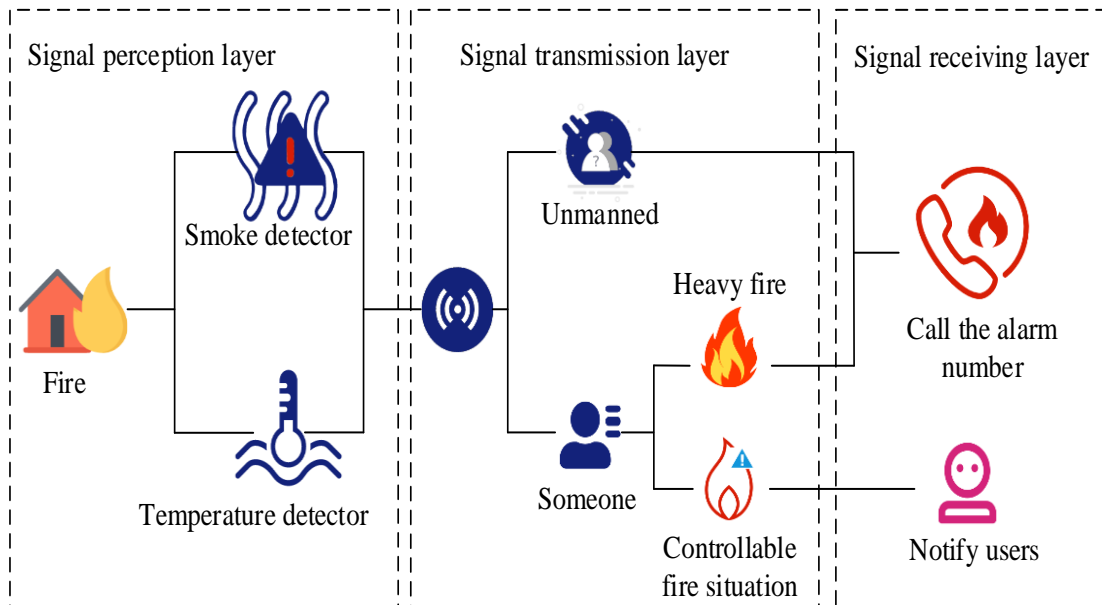 Signal perception layer
Smoke detector
Fire
Temperature detector
Signal transmission layer
?
Unmanned
Heavy fire
Someone
Controllable
fire situation
Signal receiving layer
Call the alarm
number
Notify users